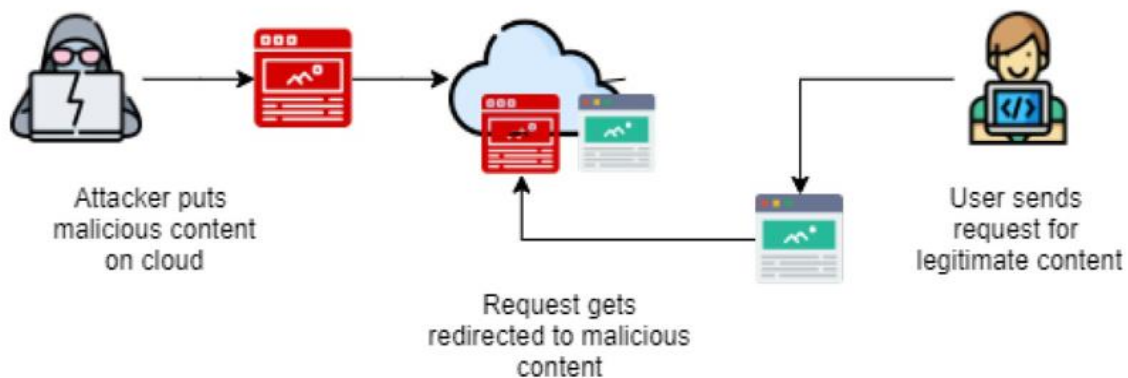 Attacker puts
malicious content
on cloud
Request gets
redirected to malicious
content
</>
User sends
request for
legitimate content